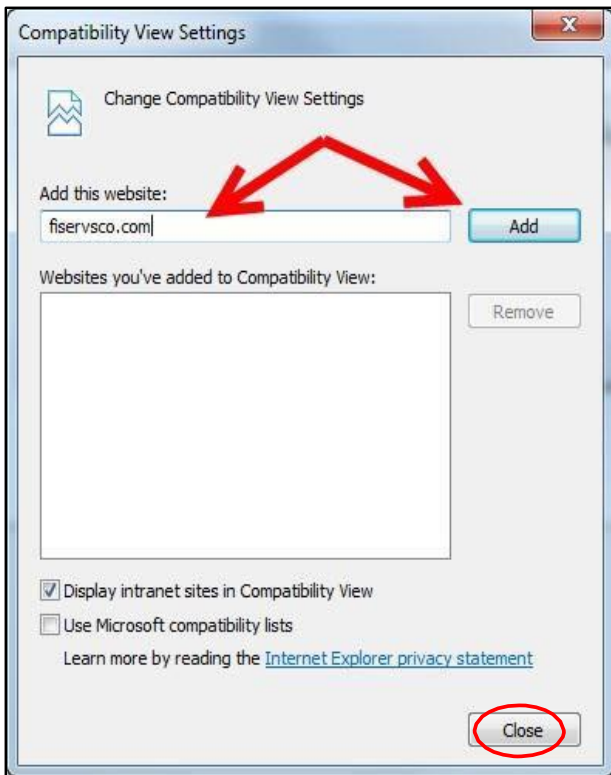 Compatibility View Settings
Change Compatibility View Settings
Add this website:
fiservsco.com
Add
Websites you've added to Compatibility View:
Remove
Display intranet sites in Compatibility View
Use Microsoft compatibility lists
Learn more by reading the Internet Explorer privacy statement
Close